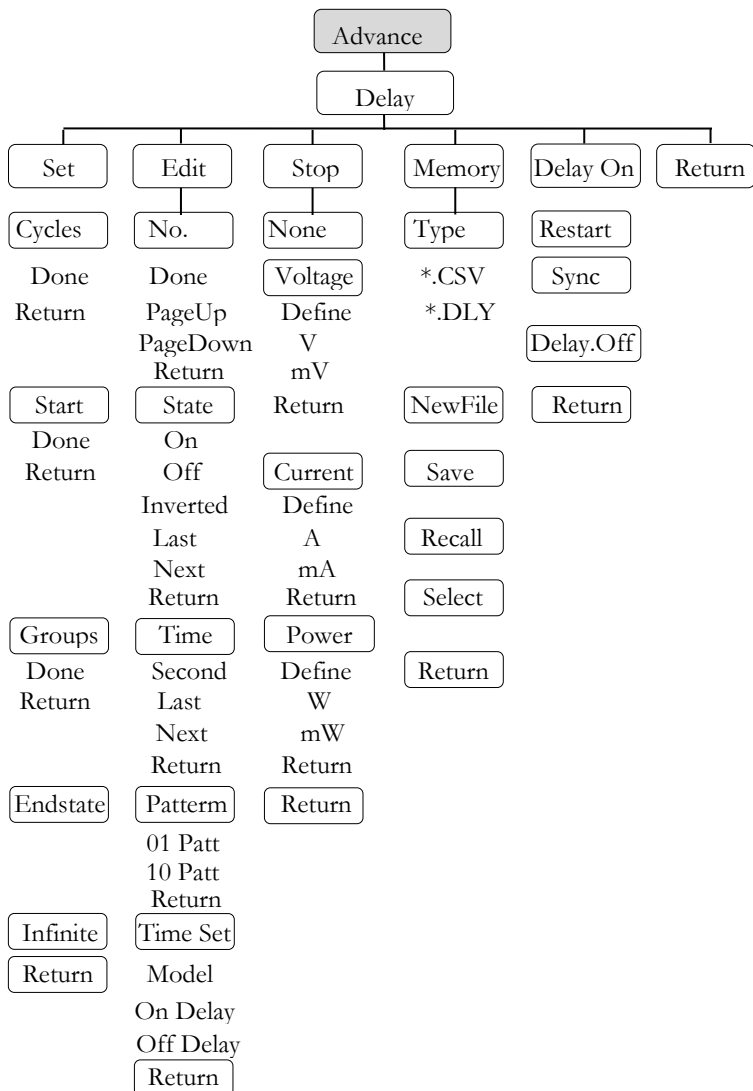 Advance
Delay
Set Edit Stop Memory Delay On Return
Cycles No. None Type Restart
Done Done Voltage *.CSV Sync
Return PageUp Define *.DLY
PageDown V Delay.Off
Return mV
Start State Return NewFile Return
Done On
Return Off Current Save
Inverted Define
Last A Recall
Next mA
Return Return Select
Groups Time Power
Done Second Define Return
Return Last W
Next mW
Return Return
Endstate Patterm Return
01 Patt
10 Patt
Return
Infinite Time Set
Return Model
On Delay
Off Delay
Return